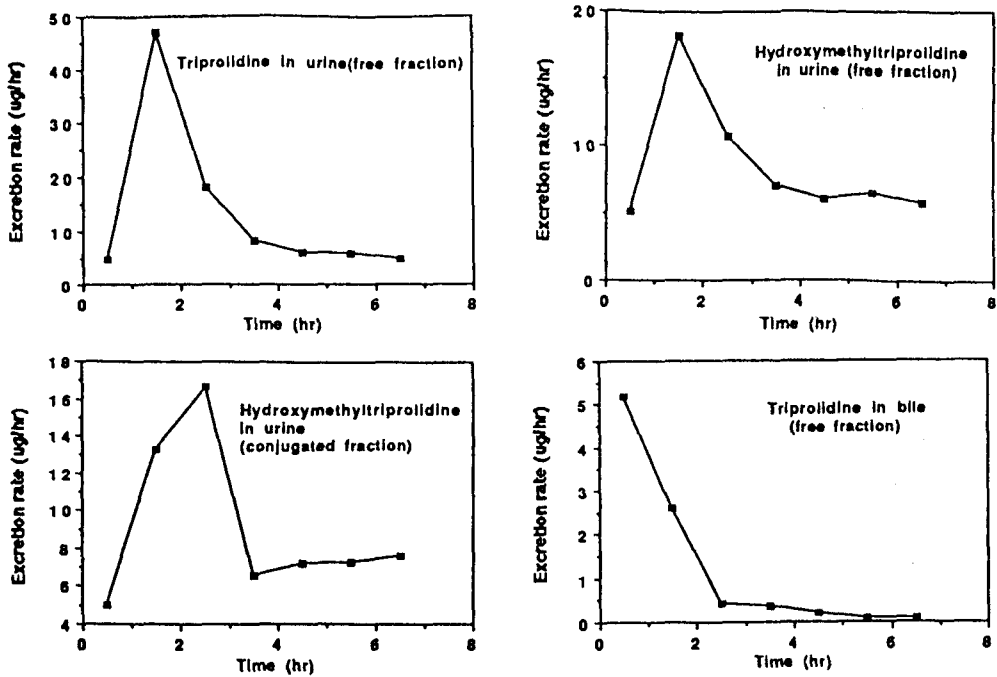 50
40
30
20
10
0
Excretion rate (ug/hr)
Triprolidine in urine(free fraction)
0 2 4 6 8
Time (hr)
20
10
0
Excretion rate (ug/hr)
Hydroxymethyltriprolidine
in urine (free fraction)
0 2 4 6 8
Time (hr)
18
16
14
12
10
8
6
4
Excretion rate (ug/hr)
Hydroxymethyltriprolidine
in urine
(conjugated fraction)
0 2 4 6 8
Time (hr)
6
5
4
3
2
1
0
Excretion rate (ug/hr)
Triprolidine in bile
(free fraction)
0 2 4 6 8
Time (hr)